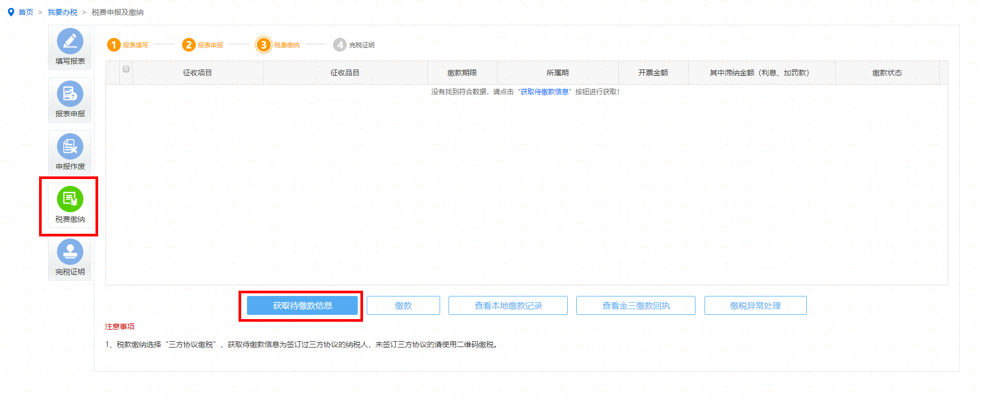 首页 > 我要办税 > 税费申报及缴纳
填写报表
报表申报
申报作废
税费缴纳
完税证明
1 报表填写 2 报表申报 3 税费缴纳 4 完税证明
征收项目 征收品目 缴款期限 所属期 开票金额 其中滞纳金额（利息、加罚款） 缴款状态
没有找到符合数据，请点击“获取待缴款信息”按钮进行获取！
获取待缴款信息 缴款 查看本地缴款记录 查看金三缴款回执 缴税异常处理
注意事项
1、税款缴纳选择“三方协议缴税”，获取待缴款信息为签订过三方协议的纳税人，未签订三方协议的请使用二维码缴税。